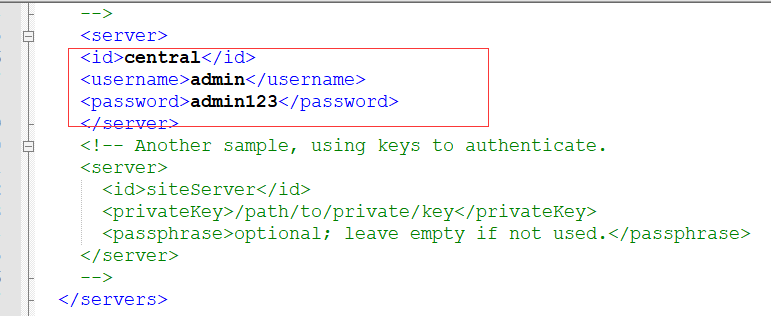 -->
<server>
<id>central</id>
<username>admin</username>
<password>admin123</password>
</server>
<!-- Another sample, using keys to authenticate.
<server>
<id>siteServer</id>
<privateKey>/path/to/private/key</privateKey>
<passphrase>optional; leave empty if not used.</passphrase>
</server>
-->
</servers>